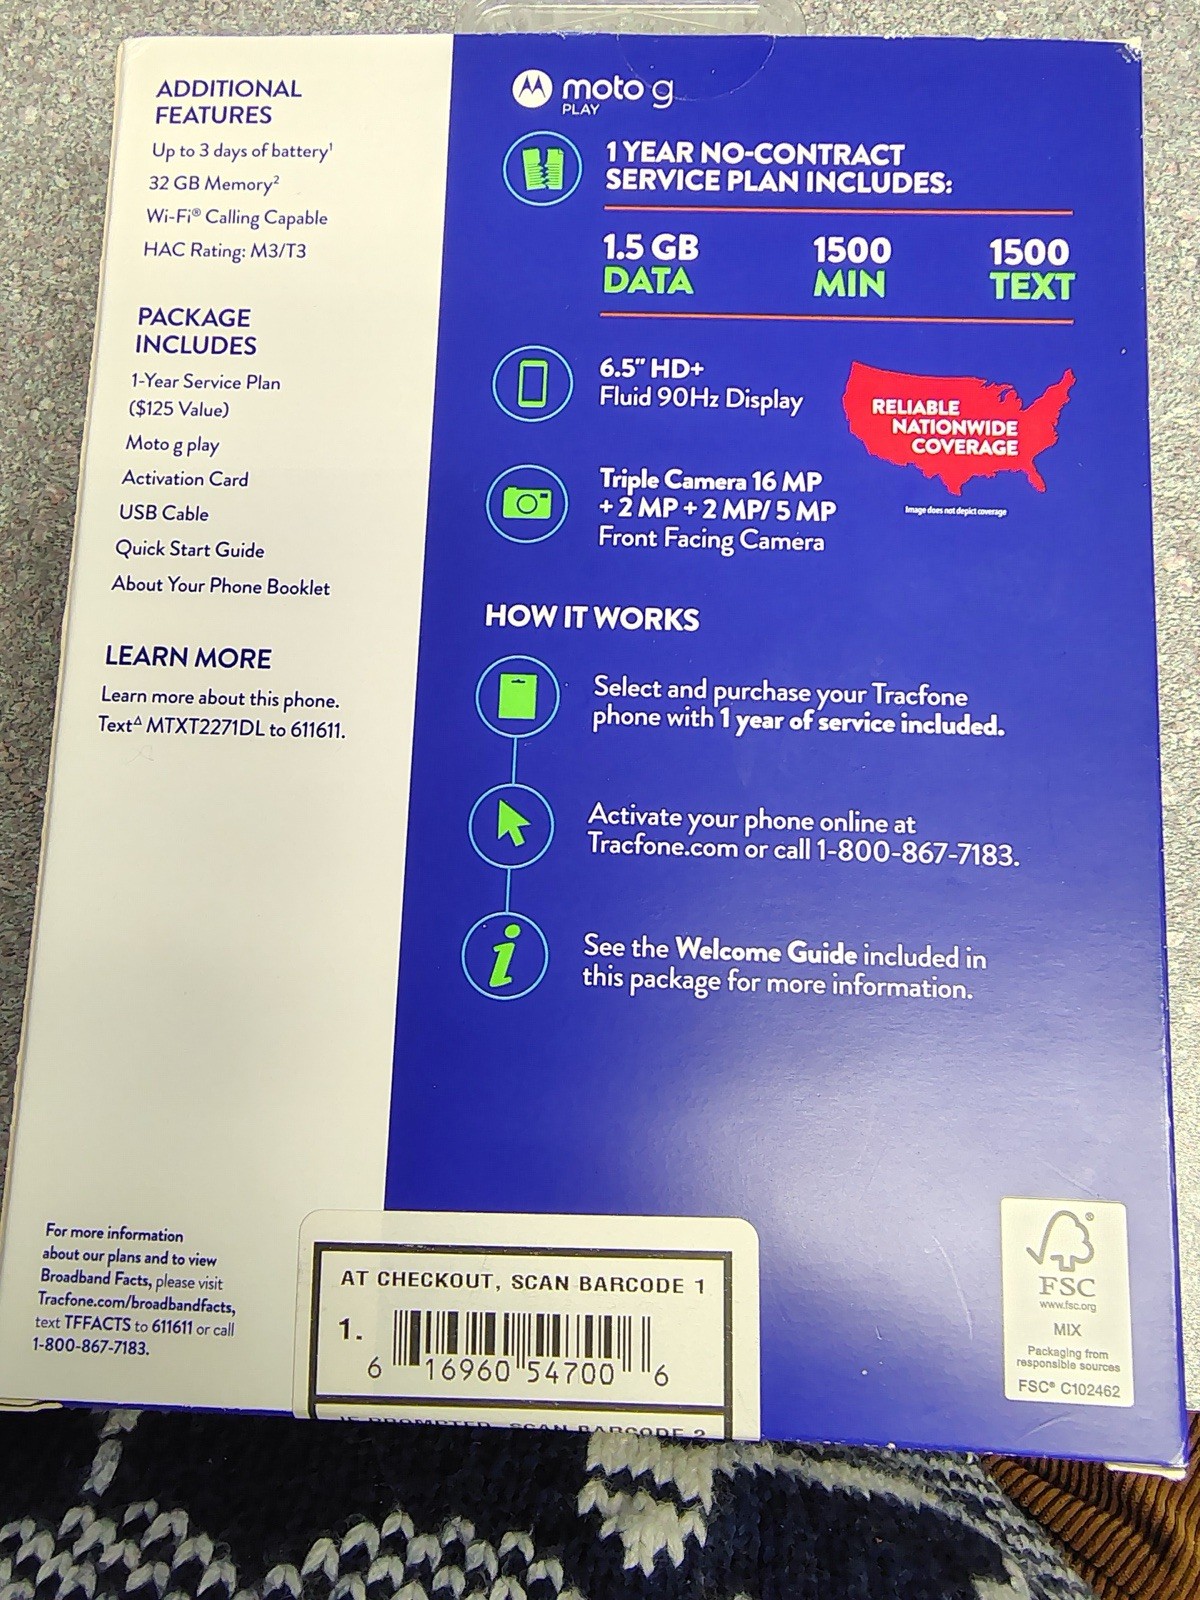 ADDITIONAL
FEATURES
Up to 3 days of battery¹
32 GB Memory²
Wi-Fi® Calling Capable
HAC Rating: M3/T3
PACKAGE
INCLUDES
1-Year Service Plan
($125 Value)
Moto g play
Activation Card
USB Cable
Quick Start Guide
About Your Phone Booklet
LEARN MORE
Learn more about this phone.
Text△ MTXT2271DL to 611611.
For more information
about our plans and to view
Broadband Facts, please visit
Tracfone.com/broadbandfacts,
text TFFACTS to 611611 or call
1-800-867-7183.
moto g
PLAY
1 YEAR NO-CONTRACT
SERVICE PLAN INCLUDES:
1.5 GB 1500 1500
DATA MIN TEXT
6.5" HD+
Fluid 90Hz Display
RELIABLE
NATIONWIDE
COVERAGE
Image does not depict coverage
Triple Camera 16 MP
+ 2 MP + 2 MP/ 5 MP
Front Facing Camera
HOW IT WORKS
Select and purchase your Tracfone
phone with 1 year of service included.
Activate your phone online at
Tracfone.com or call 1-800-867-7183.
See the Welcome Guide included in
this package for more information.
AT CHECKOUT, SCAN BARCODE 1
1.
6 16960 54700 6
IF PROMPTED, SCAN BARCODE 2
FSC
www.fsc.org
MIX
Packaging from
responsible sources
FSC® C102462